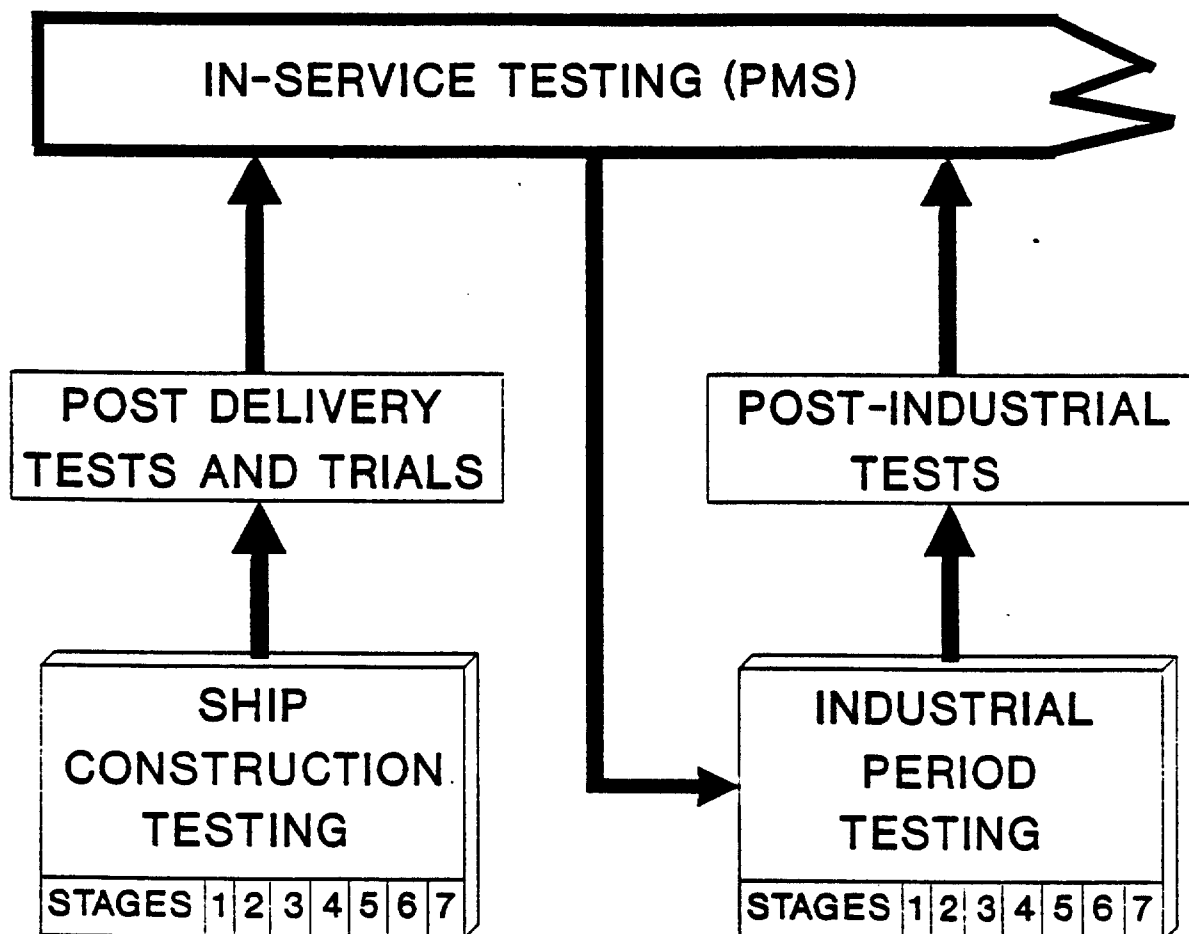 IN-SERVICE TESTING (PMS)
POST DELIVERY
TESTS AND TRIALS
POST-INDUSTRIAL
TESTS
SHIP
CONSTRUCTION
TESTING
STAGES 1 2 3 4 5 6 7
INDUSTRIAL
PERIOD
TESTING
STAGES 1 2 3 4 5 6 7